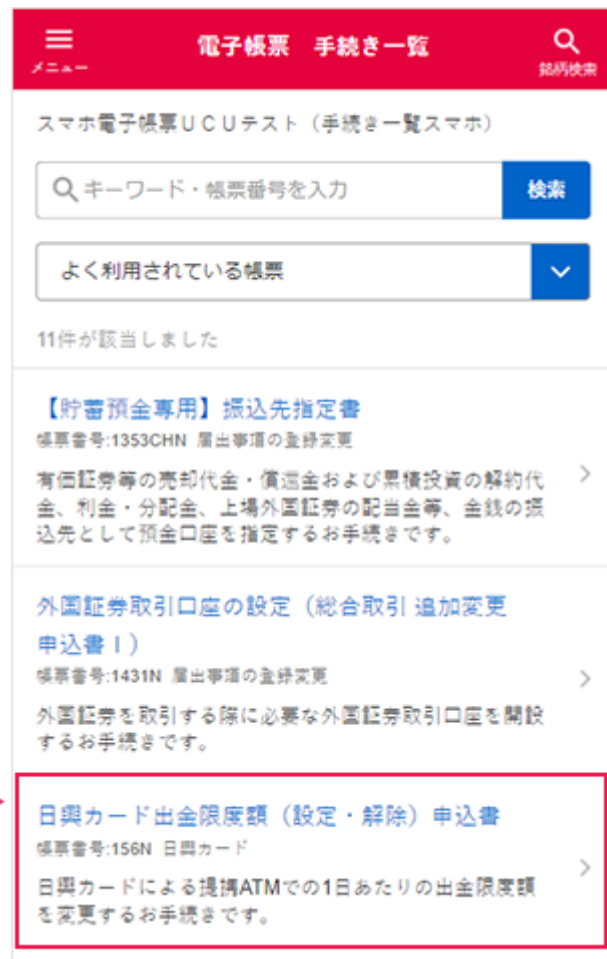 電子帳票 手続き一覧
メニュー
銘柄検索
スマホ電子帳票UCUテスト（手続き一覧スマホ）
キーワード・帳票番号を入力
検索
よく利用されている帳票
11件が該当しました
【貯蓄預金専用】振込先指定書
帳票番号:1353CHN 届出事項の登録変更
有価証券等の売却代金・償還金および累積投資の解約代
金、利金・分配金、上場外国証券の配当金等、金銭の振
込先として預金口座を指定するお手続きです。
外国証券取引口座の設定（総合取引 追加変更
申込書Ⅰ）
帳票番号:1431N 届出事項の登録変更
外国証券を取引する際に必要な外国証券取引口座を開設
するお手続きです。
日興カード出金限度額（設定・解除）申込書
帳票番号:156N 日興カード
日興カードによる提携ATMでの1日あたりの出金限度額
を変更するお手続きです。